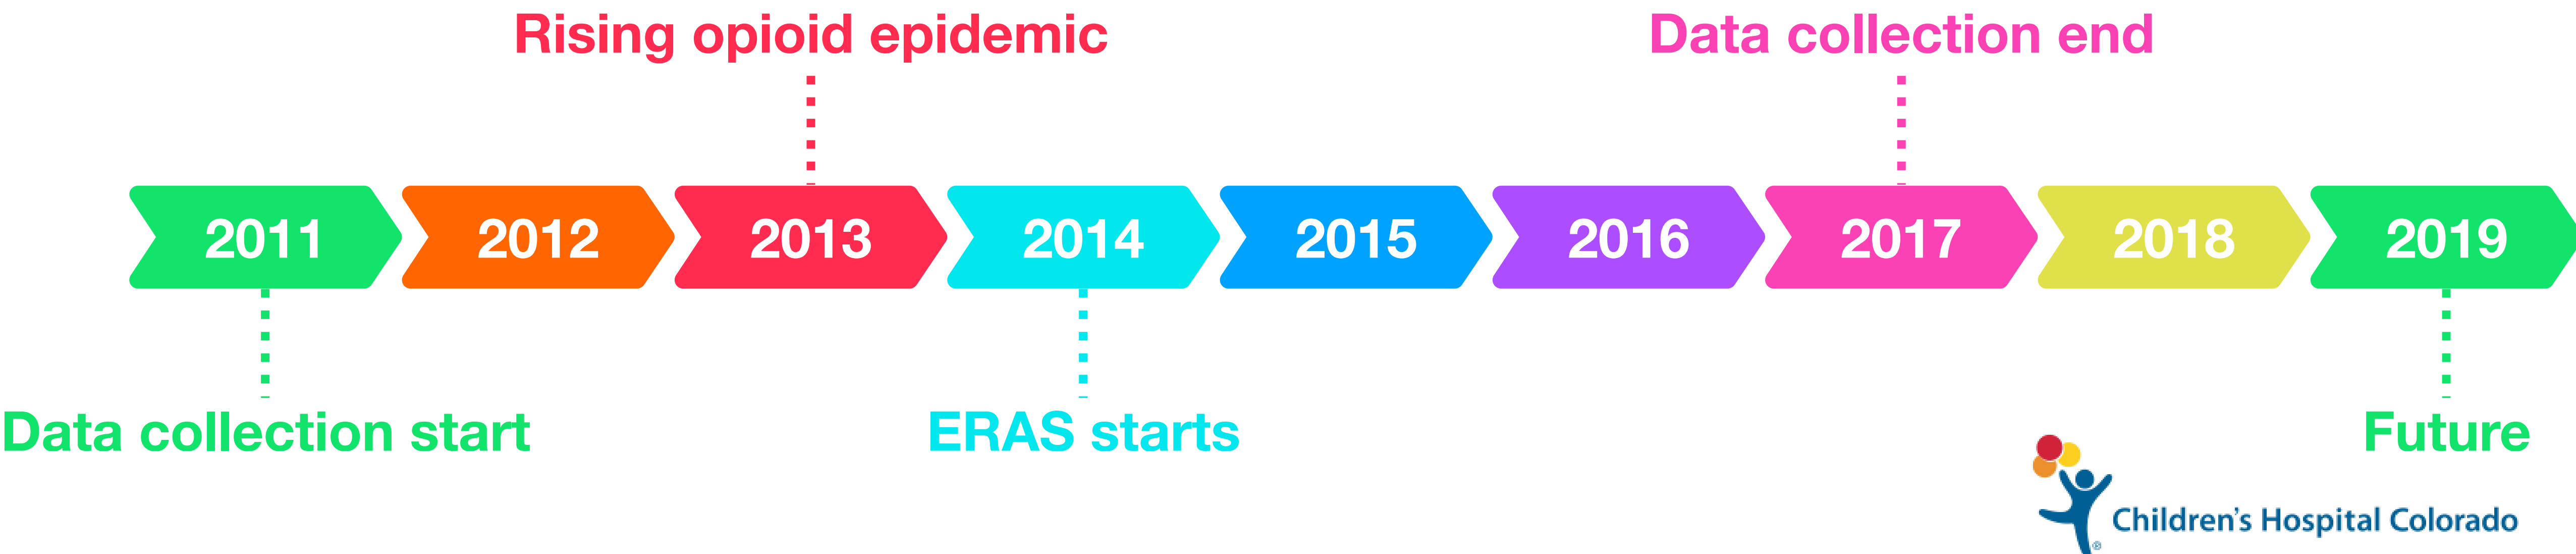 Rising opioid epidemic
Data collection end
2011
2012
2013
2014
2015
2016
2017
2018
2019
Data collection start
ERAS starts
Future
Children's Hospital Colorado
®